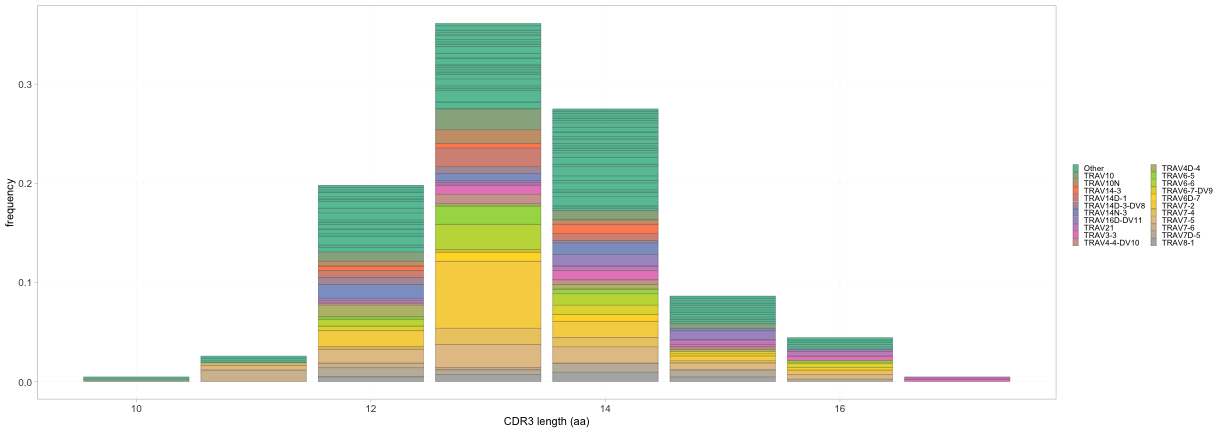 0.3
0.2
0.1
0.0
frequency
10
12
14
16
CDR3 length (aa)
Other
TRAV10
TRAV10N
TRAV14-3
TRAV14D-1
TRAV14D-3-DV8
TRAV14N-3
TRAV16D-DV11
TRAV21
TRAV3-3
TRAV4-4-DV10
TRAV4D-4
TRAV6-5
TRAV6-6
TRAV6-7-DV9
TRAV6D-7
TRAV7-2
TRAV7-4
TRAV7-5
TRAV7-6
TRAV7D-5
TRAV8-1